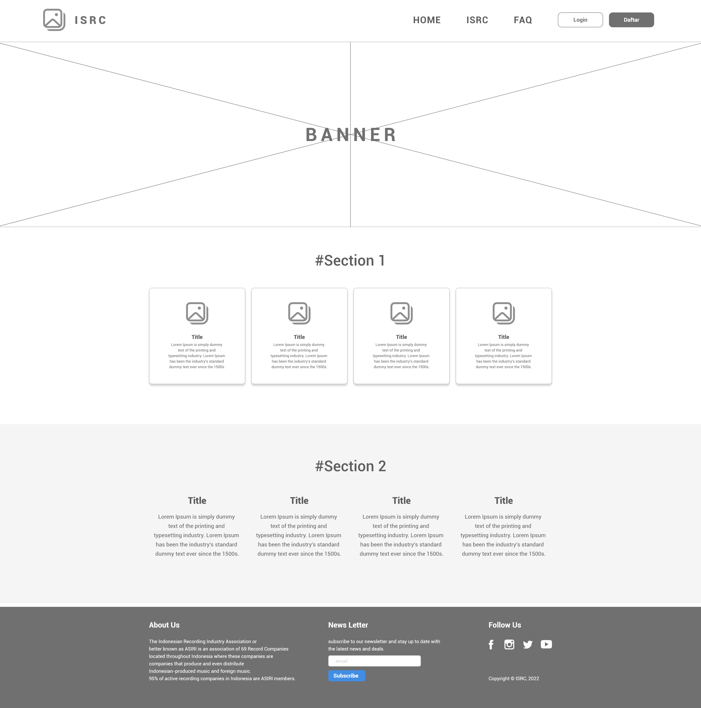 ISRC
HOME ISRC FAQ Login Daftar
BANNER
#Section 1
Title
Lorem Ipsum is simply dummy
text of the printing and
typesetting industry. Lorem Ipsum
has been the industry's standard
dummy text ever since the 1500s.
Title
Lorem Ipsum is simply dummy
text of the printing and
typesetting industry. Lorem Ipsum
has been the industry's standard
dummy text ever since the 1500s.
Title
Lorem Ipsum is simply dummy
text of the printing and
typesetting industry. Lorem Ipsum
has been the industry's standard
dummy text ever since the 1500s.
Title
Lorem Ipsum is simply dummy
text of the printing and
typesetting industry. Lorem Ipsum
has been the industry's standard
dummy text ever since the 1500s.
#Section 2
Title
Lorem Ipsum is simply dummy
text of the printing and
typesetting industry. Lorem Ipsum
has been the industry's standard
dummy text ever since the 1500s.
Title
Lorem Ipsum is simply dummy
text of the printing and
typesetting industry. Lorem Ipsum
has been the industry's standard
dummy text ever since the 1500s.
Title
Lorem Ipsum is simply dummy
text of the printing and
typesetting industry. Lorem Ipsum
has been the industry's standard
dummy text ever since the 1500s.
Title
Lorem Ipsum is simply dummy
text of the printing and
typesetting industry. Lorem Ipsum
has been the industry's standard
dummy text ever since the 1500s.
About Us
The Indonesian Recording Industry Association or
better known as ASIRI is an association of 69 Record Companies
located throughout Indonesia where these companies are
companies that produce and even distribute
Indonesian-produced music and foreign music.
95% of active recording companies in Indonesia are ASIRI members.
News Letter
subscribe to our newsletter and stay up to date with
the latest news and deals
email
Subscribe
Follow Us
Copyright © ISRC, 2022